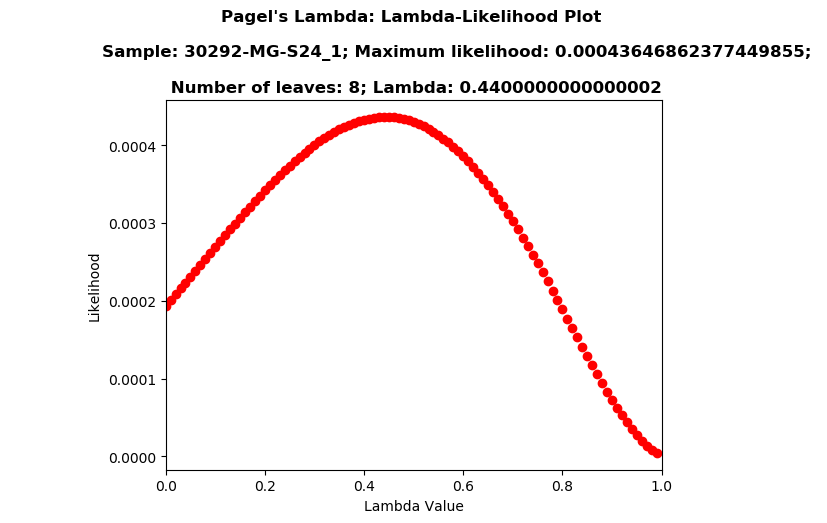 Pagel's Lambda: Lambda-Likelihood Plot
Sample: 30292-MG-S24_1; Maximum likelihood: 0.00043646862377449855;
Number of leaves: 8; Lambda: 0.4400000000000002
0.0004
0.0003
0.0002
0.0001
0.0000
Likelihood
0.0 0.2 0.4 0.6 0.8 1.0
Lambda Value